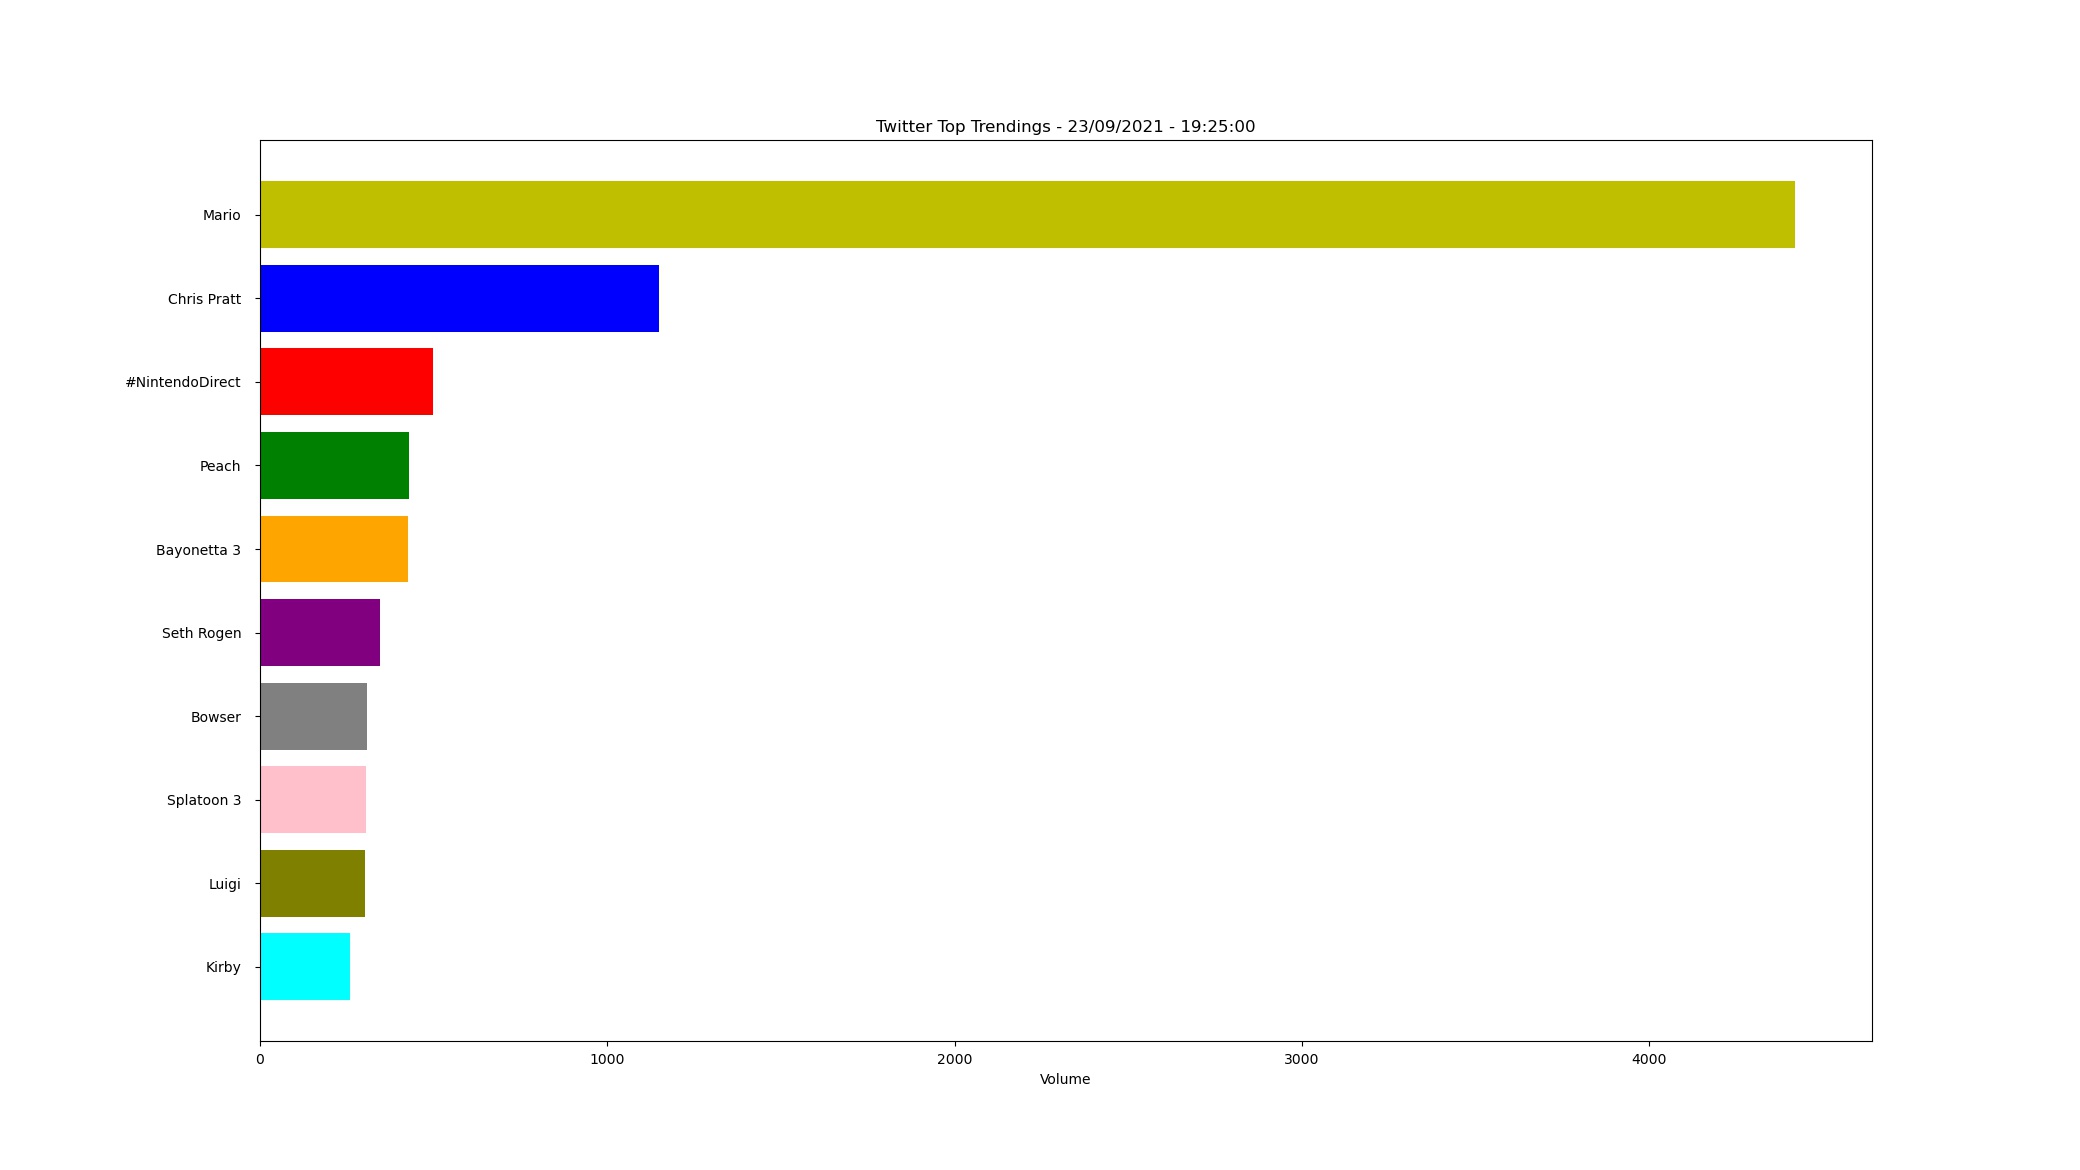 Twitter Top Trendings - 23/09/2021 - 19:25:00
Mario
Chris Pratt
#NintendoDirect
Peach
Bayonetta 3
Seth Rogen
Bowser
Splatoon 3
Luigi
Kirby
0 1000 2000 3000 4000
Volume